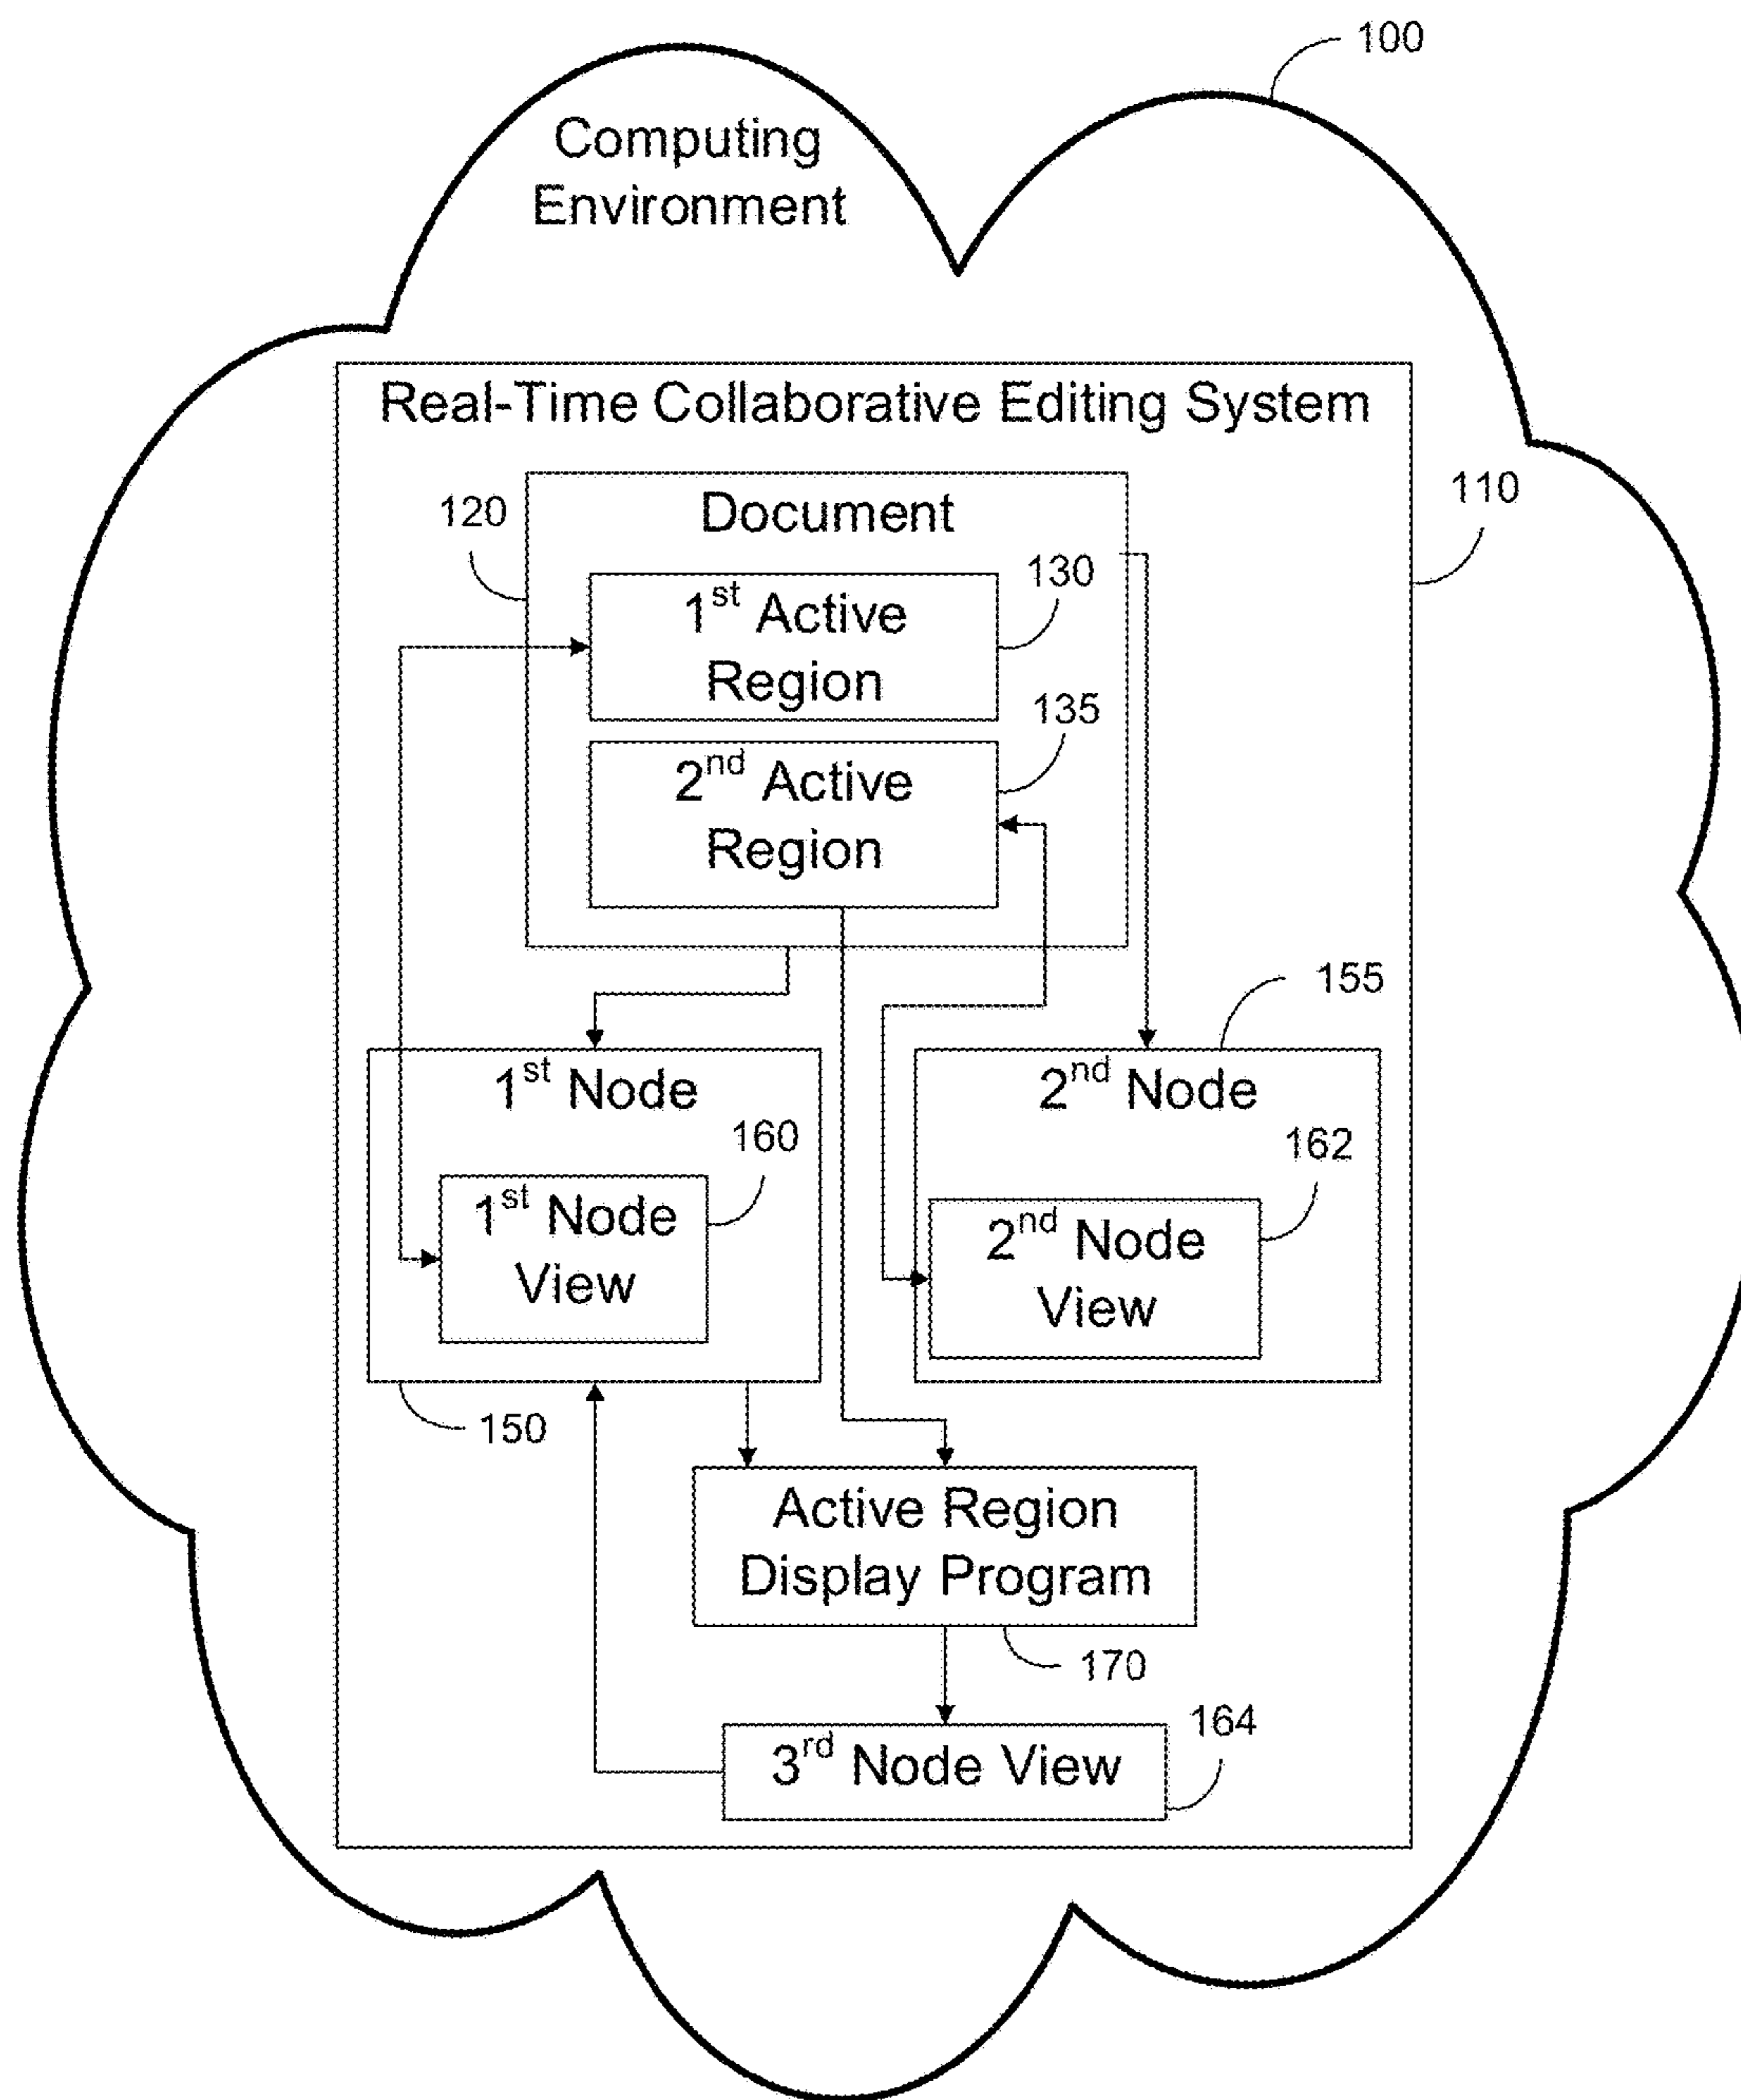 100
Computing
Environment
Real-Time Collaborative Editing System
110
120
Document
130
1st Active
Region
135
2nd Active
Region
155
1st Node
2nd Node
160
162
1st Node
View
2nd Node
View
150
Active Region
Display Program
170
164
3rd Node View